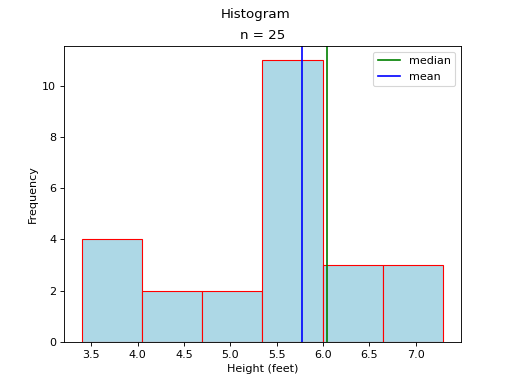 Histogram
n = 25
median
mean
Frequency
10
8
6
4
2
0
3.5 4.0 4.5 5.0 5.5 6.0 6.5 7.0
Height (feet)